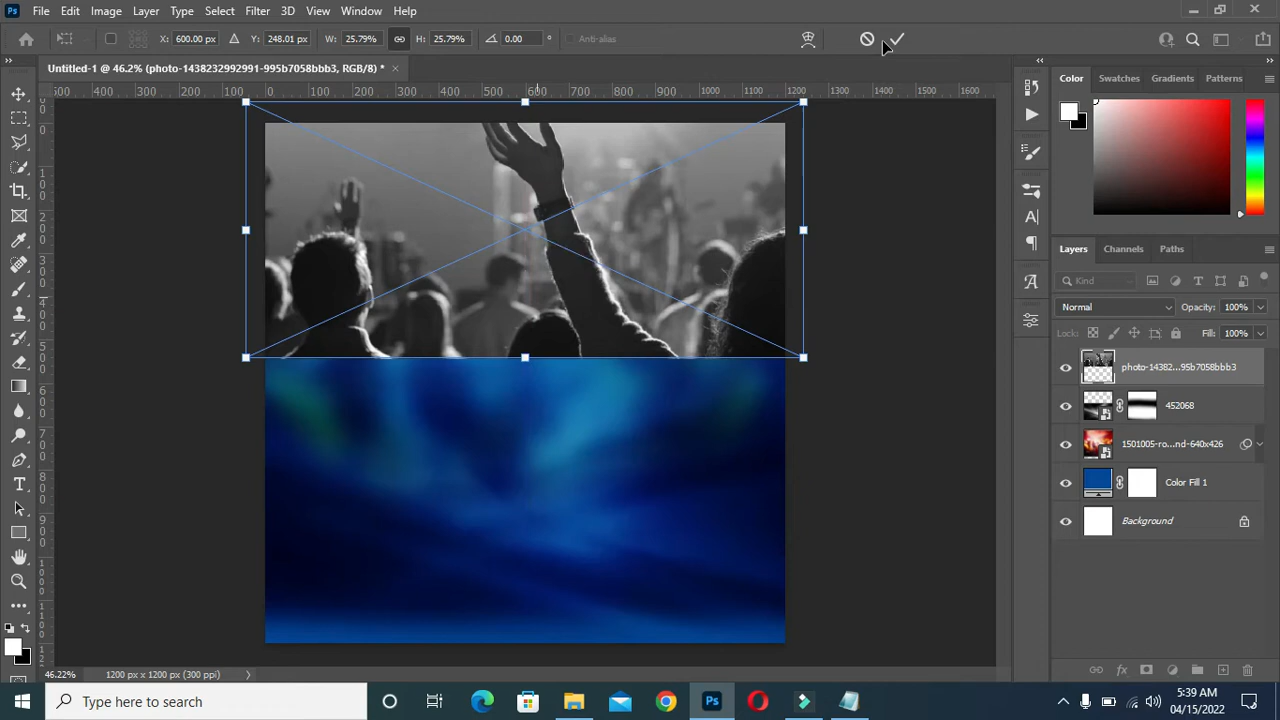 Ps File Edit Image Layer Type Select Filter 3D View Window Help
X: 600.00 px Y: 248.01 px W: 25.79% H: 25.79% 0.00 ° Anti-alias
Untitled-1 @ 46.2% (photo-1438232992991-995b7058bbb3, RGB/8) * ×
Color Swatches Gradients Patterns
300 200 100 0 100 200 300 400 500 600 700 800 900 1000 1100 1200 1300 1400 1500 1600
Layers Channels Paths
Kind
Normal Opacity: 100%
Lock: Fill: 100%
photo-14382...95b7058bbb3
452068
1501005-ro...nd-640x426
Color Fill 1
Background
46.22% 1200 px x 1200 px (300 ppi)
Type here to search
Ps
5:39 AM
04/15/2022